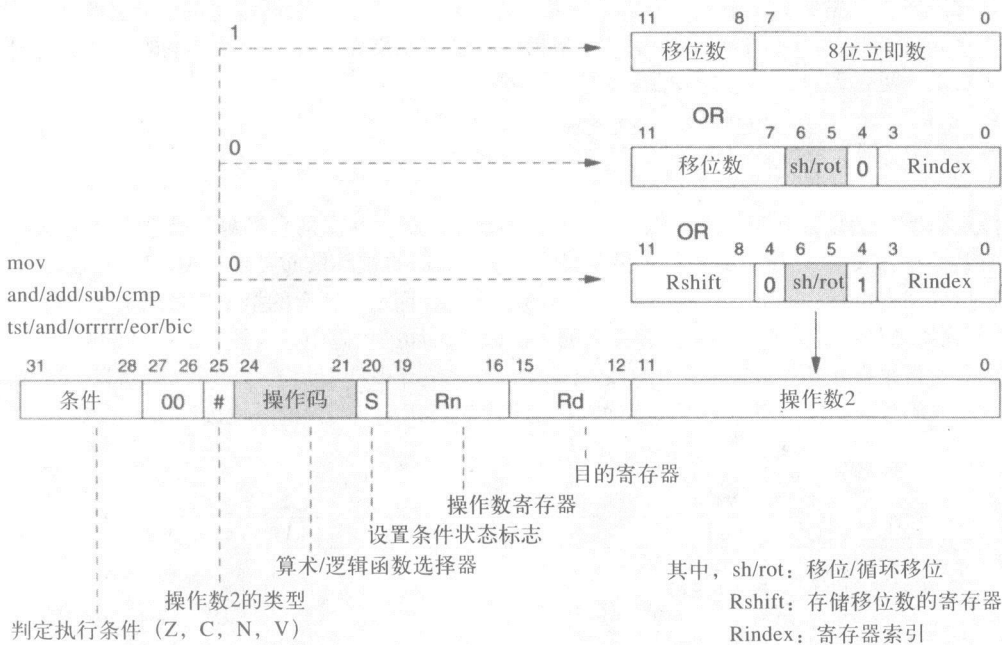 11 8 7 0
1
移位数 8位立即数
OR
11 7 6 5 4 3 0
0
移位数 sh/rot 0 Rindex
OR
11 8 4 6 5 4 3 0
0
Rshift 0 sh/rot 1 Rindex
mov
and/add/sub/cmp
tst/and/orrrrr/eor/bic
31 28 27 26 25 24 21 20 19 16 15 12 11 0
条件 00 # 操作码 S Rn Rd 操作数2
目的寄存器
操作数寄存器
设置条件状态标志
算术/逻辑函数选择器
操作数2的类型
判定执行条件（Z，C，N，V）
其中，sh/rot：移位/循环移位
Rshift：存储移位数的寄存器
Rindex：寄存器索引